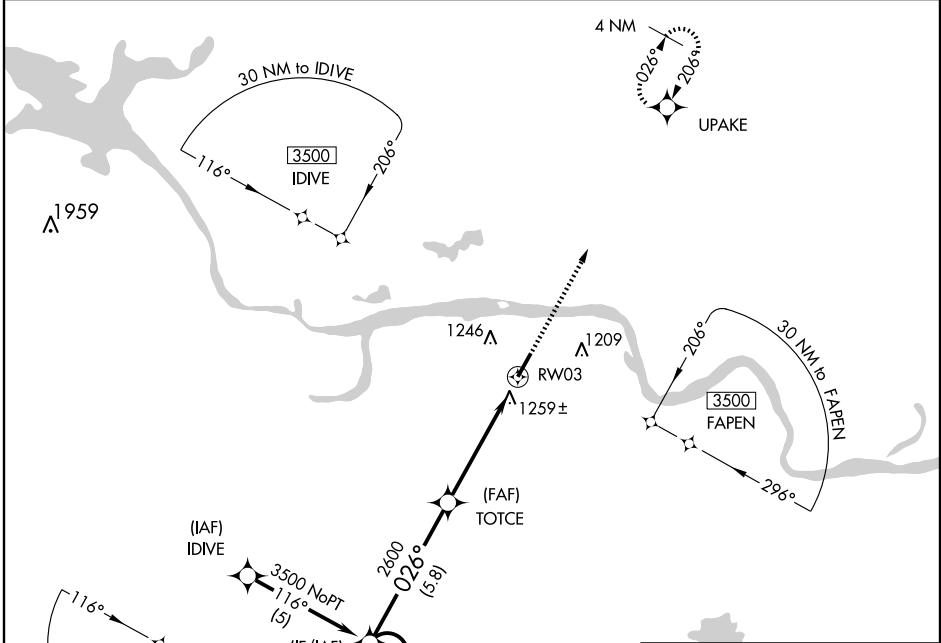 4 NM
026°
206°
UPAKE
30 NM to IDIVE
116°
206°
3500
IDIVE
1959
1246
1209
RW03
1259±
206°
30 NM to FAPEN
3500
FAPEN
296°
(FAF)
TOTCE
(IAF)
IDIVE
2600
026°
(5.8)
3500 NoPT
116°
(5)
116°
(IF/IAF)